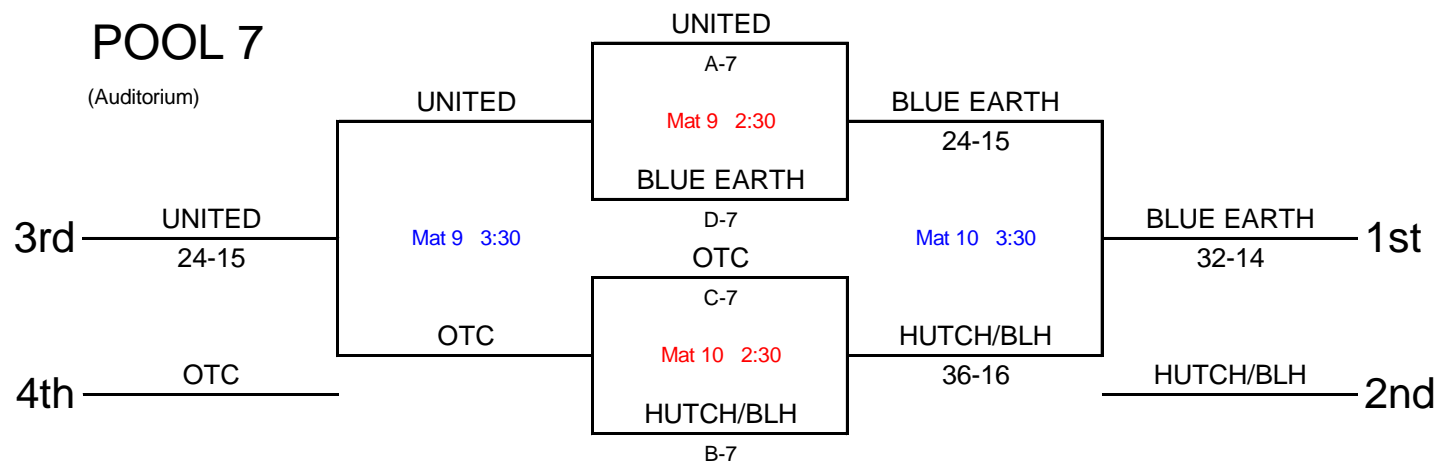 UNITED
POOL 7
A-7
(Auditorium)
UNITED
BLUE EARTH
Mat 9 2:30
24-15
BLUE EARTH
UNITED
D-7
BLUE EARTH
3rd
Mat 9 3:30
Mat 10 3:30
1st
24-15
OTC
32-14
C-7
OTC
HUTCH/BLH
Mat 10 2:30
OTC
36-16
HUTCH/BLH
4th
HUTCH/BLH
2nd
B-7